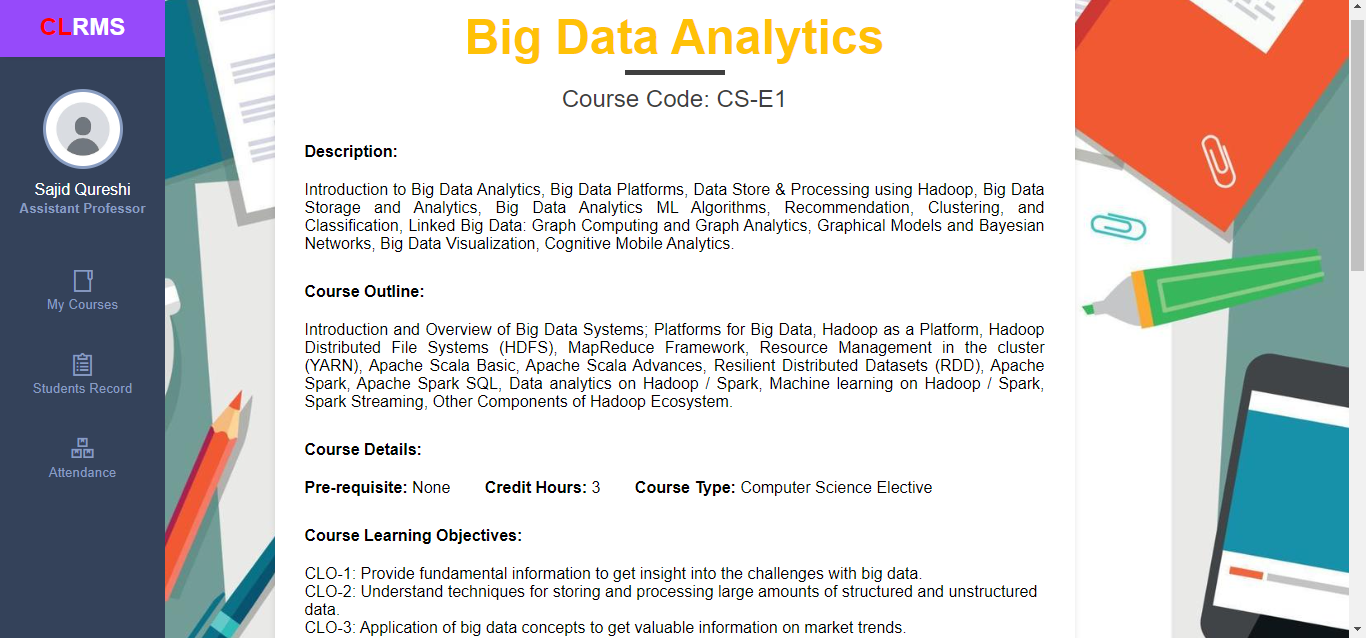 CLRMS
Sajid Qureshi
Assistant Professor
My Courses
Students Record
Attendance
Big Data Analytics
Course Code: CS-E1
Description:
Introduction to Big Data Analytics, Big Data Platforms, Data Store & Processing using Hadoop, Big Data
Storage and Analytics, Big Data Analytics ML Algorithms, Recommendation, Clustering, and
Classification, Linked Big Data: Graph Computing and Graph Analytics, Graphical Models and Bayesian
Networks, Big Data Visualization, Cognitive Mobile Analytics.
Course Outline:
Introduction and Overview of Big Data Systems; Platforms for Big Data, Hadoop as a Platform, Hadoop
Distributed File Systems (HDFS), MapReduce Framework, Resource Management in the cluster
(YARN), Apache Scala Basic, Apache Scala Advances, Resilient Distributed Datasets (RDD), Apache
Spark, Apache Spark SQL, Data analytics on Hadoop / Spark, Machine learning on Hadoop / Spark,
Spark Streaming, Other Components of Hadoop Ecosystem.
Course Details:
Pre-requisite: None Credit Hours: 3 Course Type: Computer Science Elective
Course Learning Objectives:
CLO-1: Provide fundamental information to get insight into the challenges with big data.
CLO-2: Understand techniques for storing and processing large amounts of structured and unstructured
data.
CLO-3: Application of big data concepts to get valuable information on market trends.